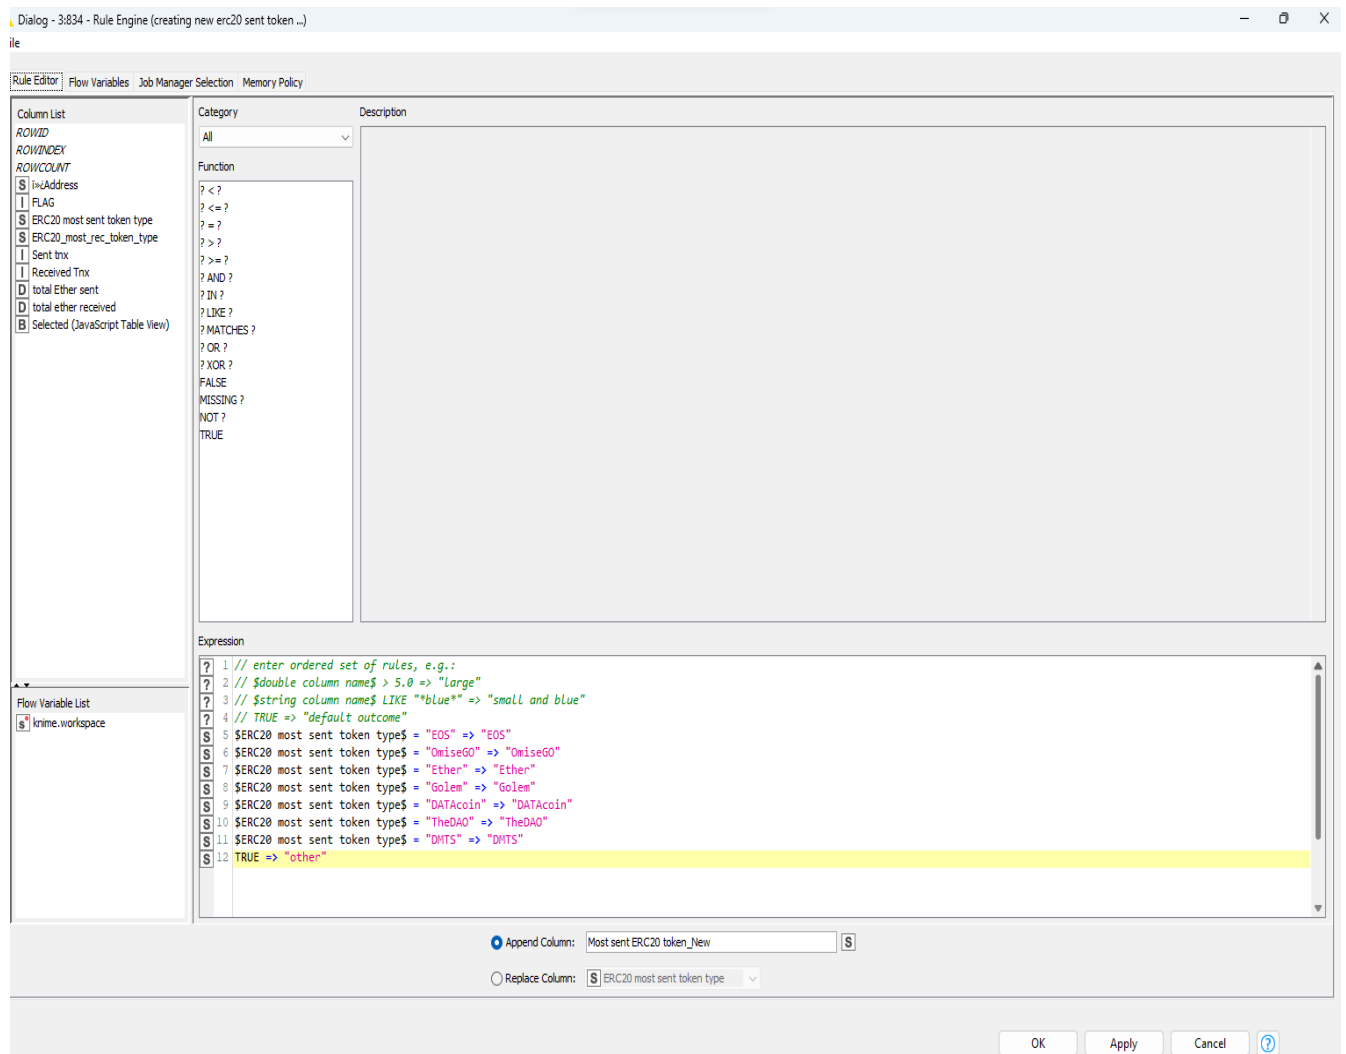 Dialog - 3:834 - Rule Engine (creating new erc20 sent token ...)
ile
Rule Editor Flow Variables Job Manager Selection Memory Policy
Column List
ROWID
ROWINDEX
ROWCOUNT
S ï»¿Address
I FLAG
S ERC20 most sent token type
S ERC20_most_rec_token_type
I Sent tnx
I Received Tnx
D total Ether sent
D total ether received
B Selected (JavaScript Table View)
Flow Variable List
s knime.workspace
Category
All
Function
? < ?
? <= ?
? = ?
? > ?
? >= ?
? AND ?
? IN ?
? LIKE ?
? MATCHES ?
? OR ?
? XOR ?
FALSE
MISSING ?
NOT ?
TRUE
Description
Expression
? 1 // enter ordered set of rules, e.g.:
? 2 // $double column name$ > 5.0 => "large"
? 3 // $string column name$ LIKE "*blue*" => "small and blue"
? 4 // TRUE => "default outcome"
S 5 $ERC20 most sent token type$ = "EOS" => "EOS"
S 6 $ERC20 most sent token type$ = "OmiseGO" => "OmiseGO"
S 7 $ERC20 most sent token type$ = "Ether" => "Ether"
S 8 $ERC20 most sent token type$ = "Golem" => "Golem"
S 9 $ERC20 most sent token type$ = "DATAcoin" => "DATAcoin"
S 10 $ERC20 most sent token type$ = "TheDAO" => "TheDAO"
S 11 $ERC20 most sent token type$ = "DMTS" => "DMTS"
S 12 TRUE => "other"
Append Column: Most sent ERC20 token_New S
Replace Column: S ERC20 most sent token type
OK Apply Cancel ?